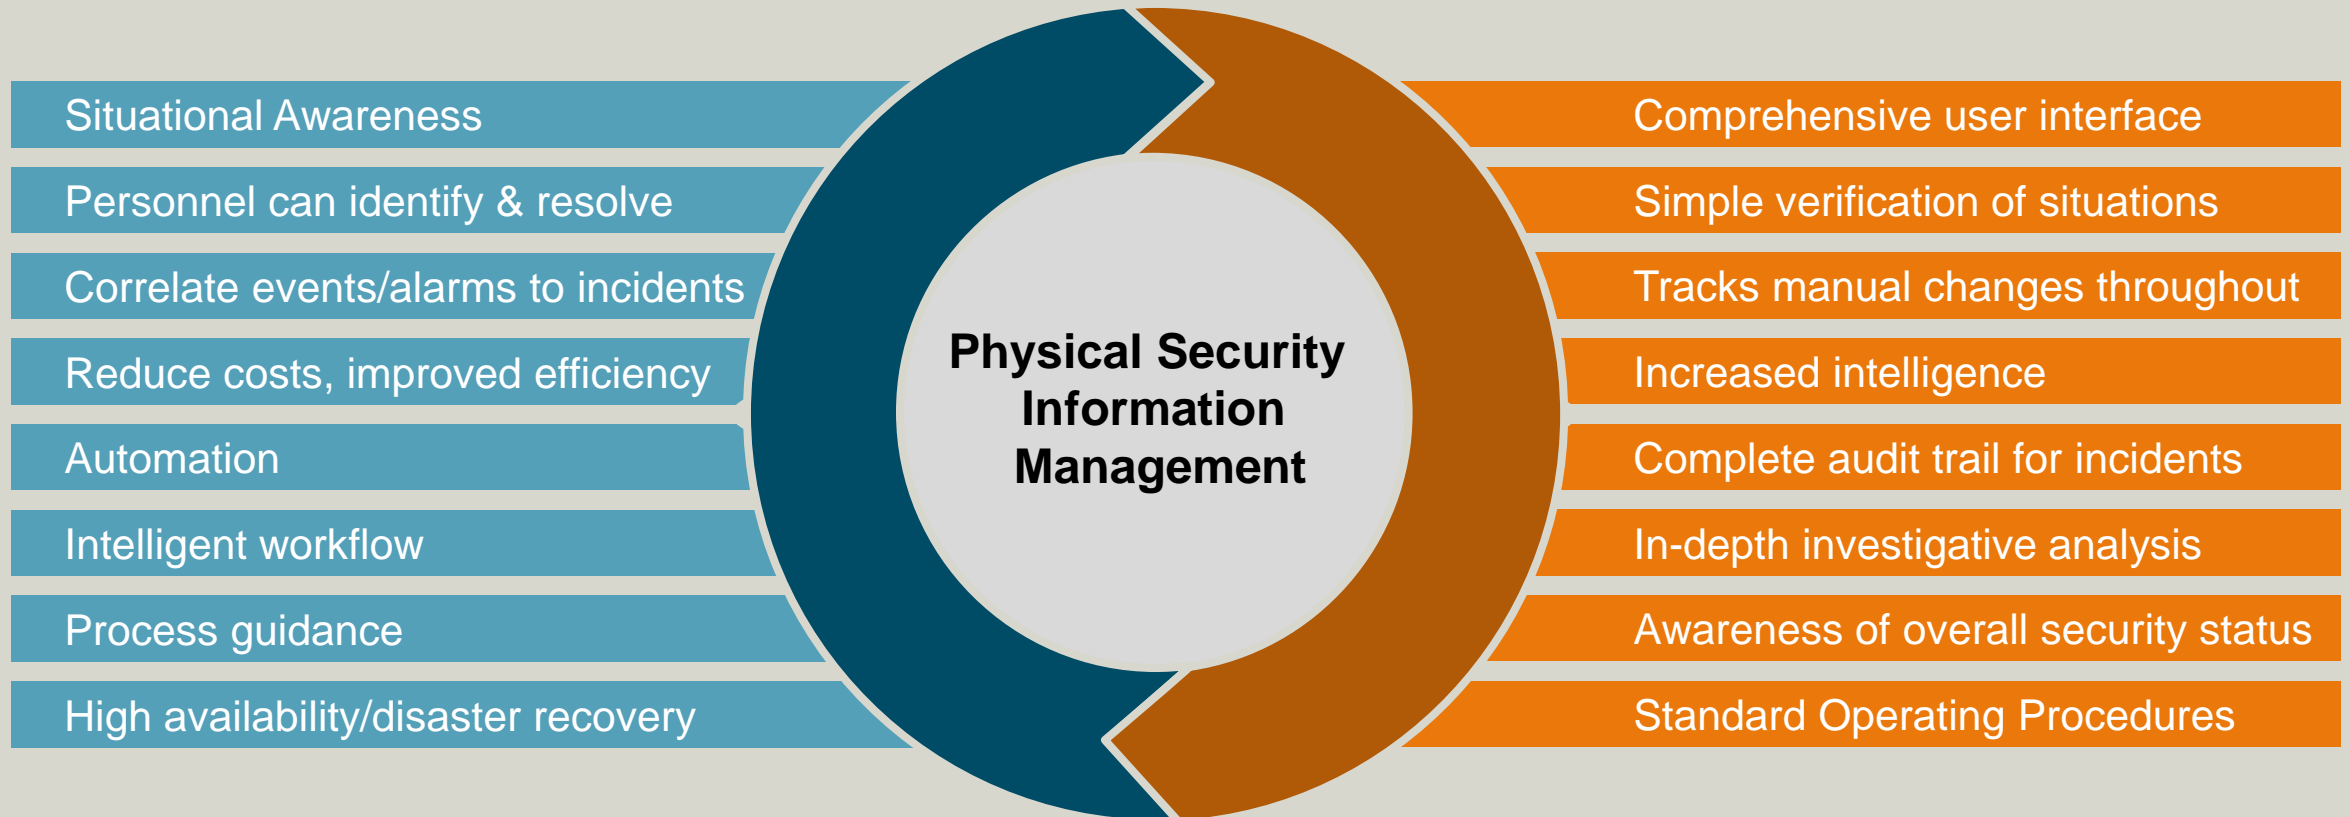 Situational Awareness
Personnel can identify & resolve
Correlate events/alarms to incidents
Reduce costs, improved efficiency
Automation
Intelligent workflow
Process guidance
High availability/disaster recovery
Physical Security
Information
Management
Comprehensive user interface
Simple verification of situations
Tracks manual changes throughout
Increased intelligence
Complete audit trail for incidents
In-depth investigative analysis
Awareness of overall security status
Standard Operating Procedures